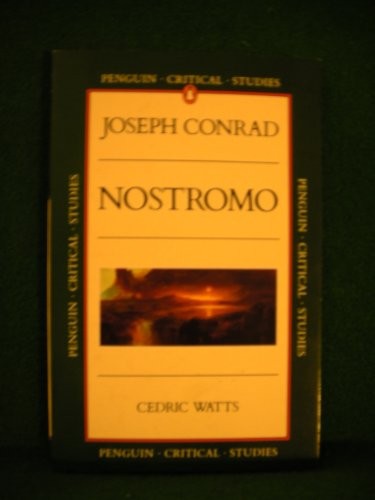 PENGUIN · CRITICAL · STUDIES
JOSEPH CONRAD
NOSTROMO
PENGUIN · CRITICAL · STUDIES
PENGUIN · CRITICAL · STUDIES
CEDRIC WATTS
PENGUIN · CRITICAL · STUDIES